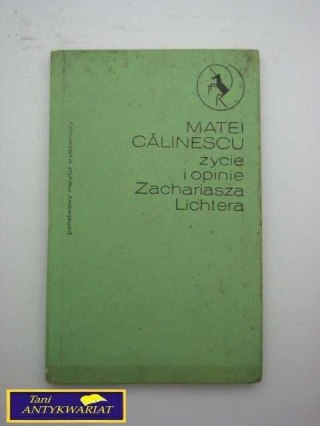 MATEI
CĂLINESCU
życie
i opinie
Zachariasza
Lichtera
państwowy instytut wydawniczy
Tani
ANTYKWARIAT